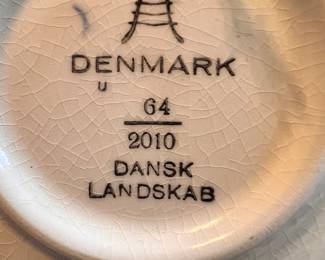 DENMARK
u
64
2010
DANSK
LANDSKAB